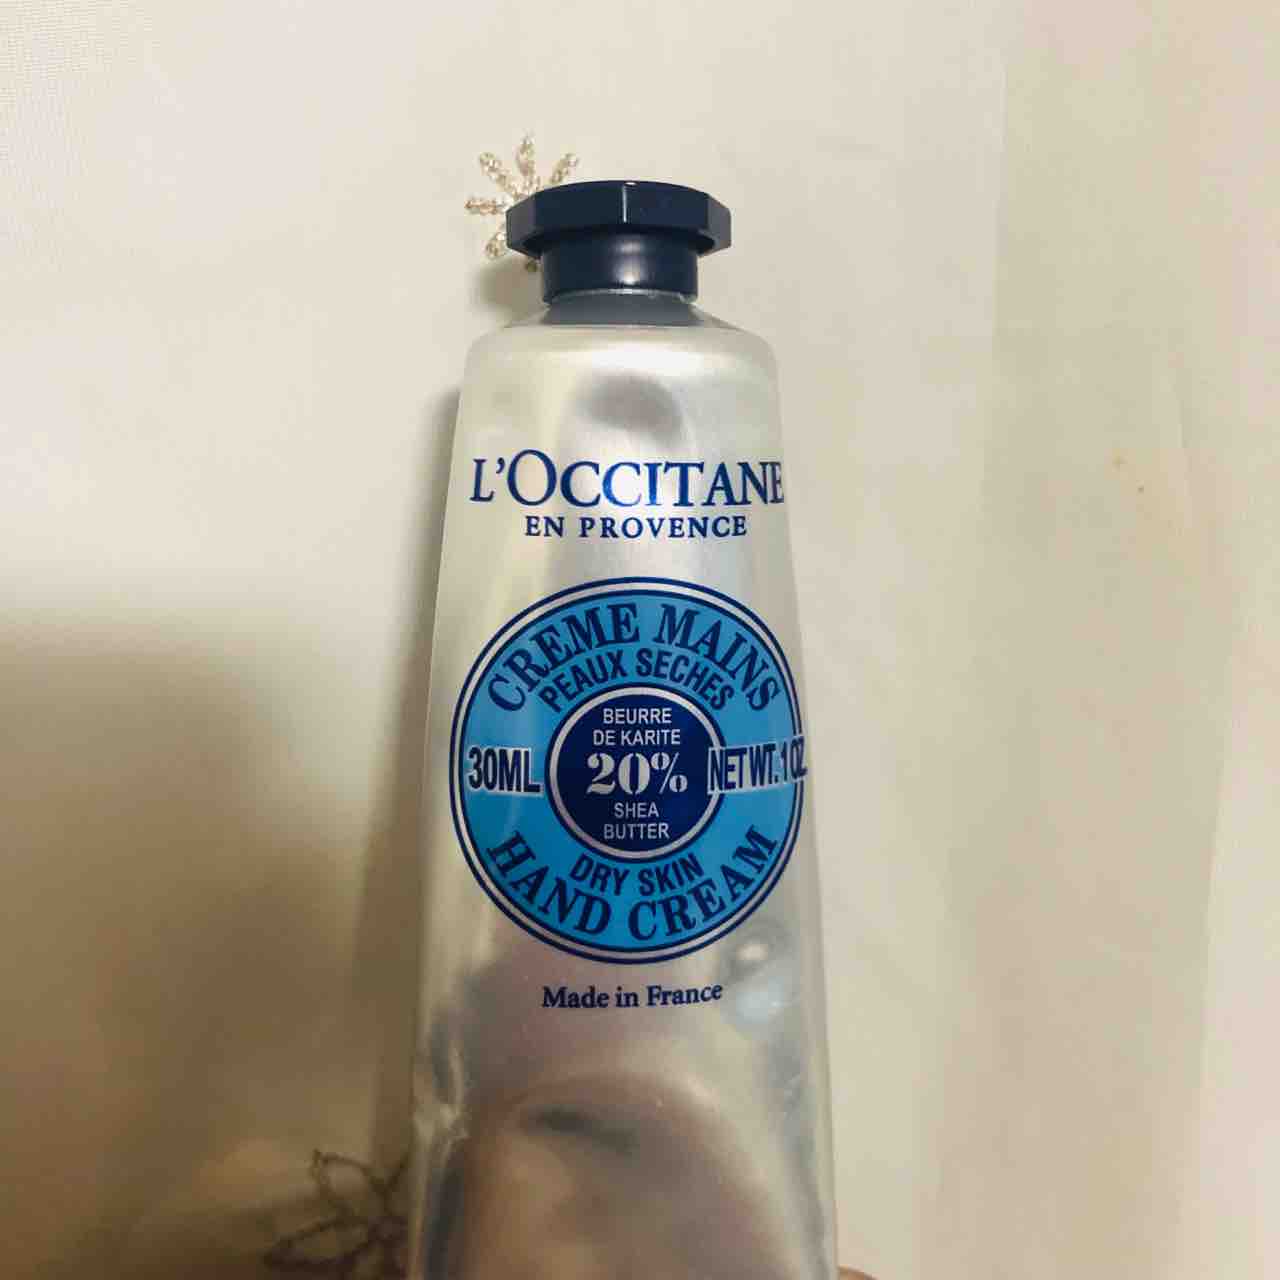 L'OCCITANE
EN PROVENCE
CREME MAINS
PEAUX SECHES
BEURRE
DE KARITE
30ML
20%
NET WT. 1 OZ.
SHEA
BUTTER
DRY SKIN
HAND CREAM
Made in France